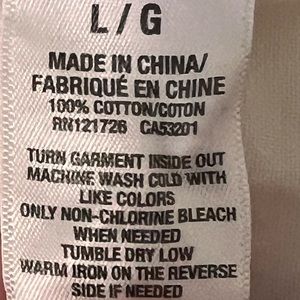 L/G
MADE IN CHINA/
FABRIQUÉ EN CHINE
100% COTTON/COTON
RN121726 CA53201
TURN GARMENT INSIDE OUT
MACHINE WASH COLD WITH
LIKE COLORS
ONLY NON-CHLORINE BLEACH
WHEN NEEDED
TUMBLE DRY LOW
WARM IRON ON THE REVERSE
SIDE IF NEEDED